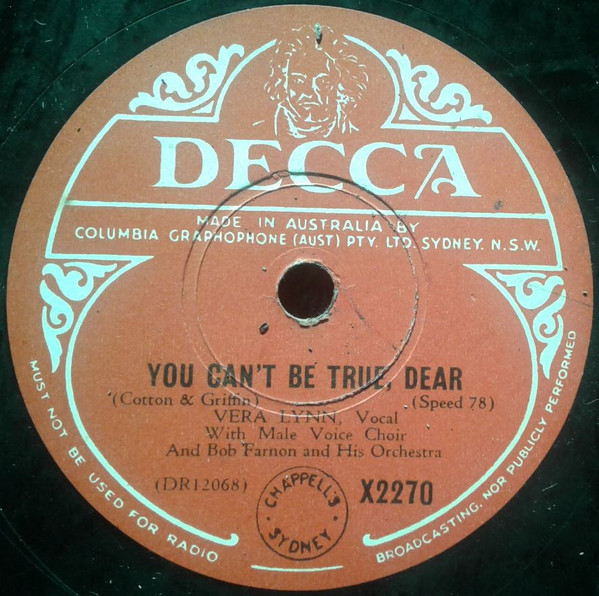 DECCA
MADE IN AUSTRALIA BY
COLUMBIA GRAPHOPHONE (AUST) PTY. LTD. SYDNEY. N.S.W.
YOU CAN'T BE TRUE, DEAR
(Cotton & Griffin) (Speed 78)
VERA LYNN, Vocal
With Male Voice Choir
And Bob Farnon and His Orchestra
(DR12068) X2270
CHAPPELL'S
SYDNEY
MUST NOT BE USED FOR RADIO
BROADCASTING, NOR PUBLICLY PERFORMED